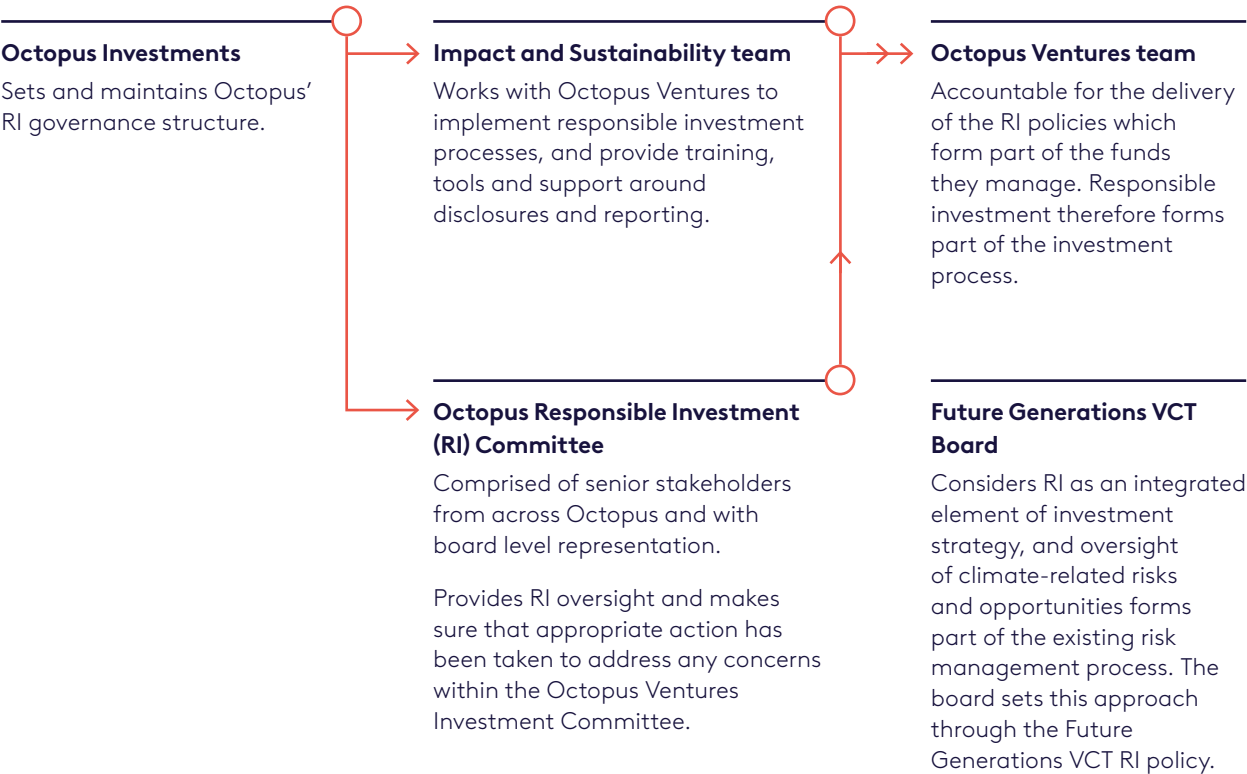 Octopus Investments
Sets and maintains Octopus’
RI governance structure.
Impact and Sustainability team
Works with Octopus Ventures to
implement responsible investment
processes, and provide training,
tools and support around
disclosures and reporting.
Octopus Ventures team
Accountable for the delivery
of the RI policies which
form part of the funds
they manage. Responsible
investment therefore forms
part of the investment
process.
Octopus Responsible Investment
(RI) Committee
Comprised of senior stakeholders
from across Octopus and with
board level representation.
Provides RI oversight and makes
sure that appropriate action has
been taken to address any concerns
within the Octopus Ventures
Investment Committee.
Future Generations VCT
Board
Considers RI as an integrated
element of investment
strategy, and oversight
of climate-related risks
and opportunities forms
part of the existing risk
management process. The
board sets this approach
through the Future
Generations VCT RI policy.